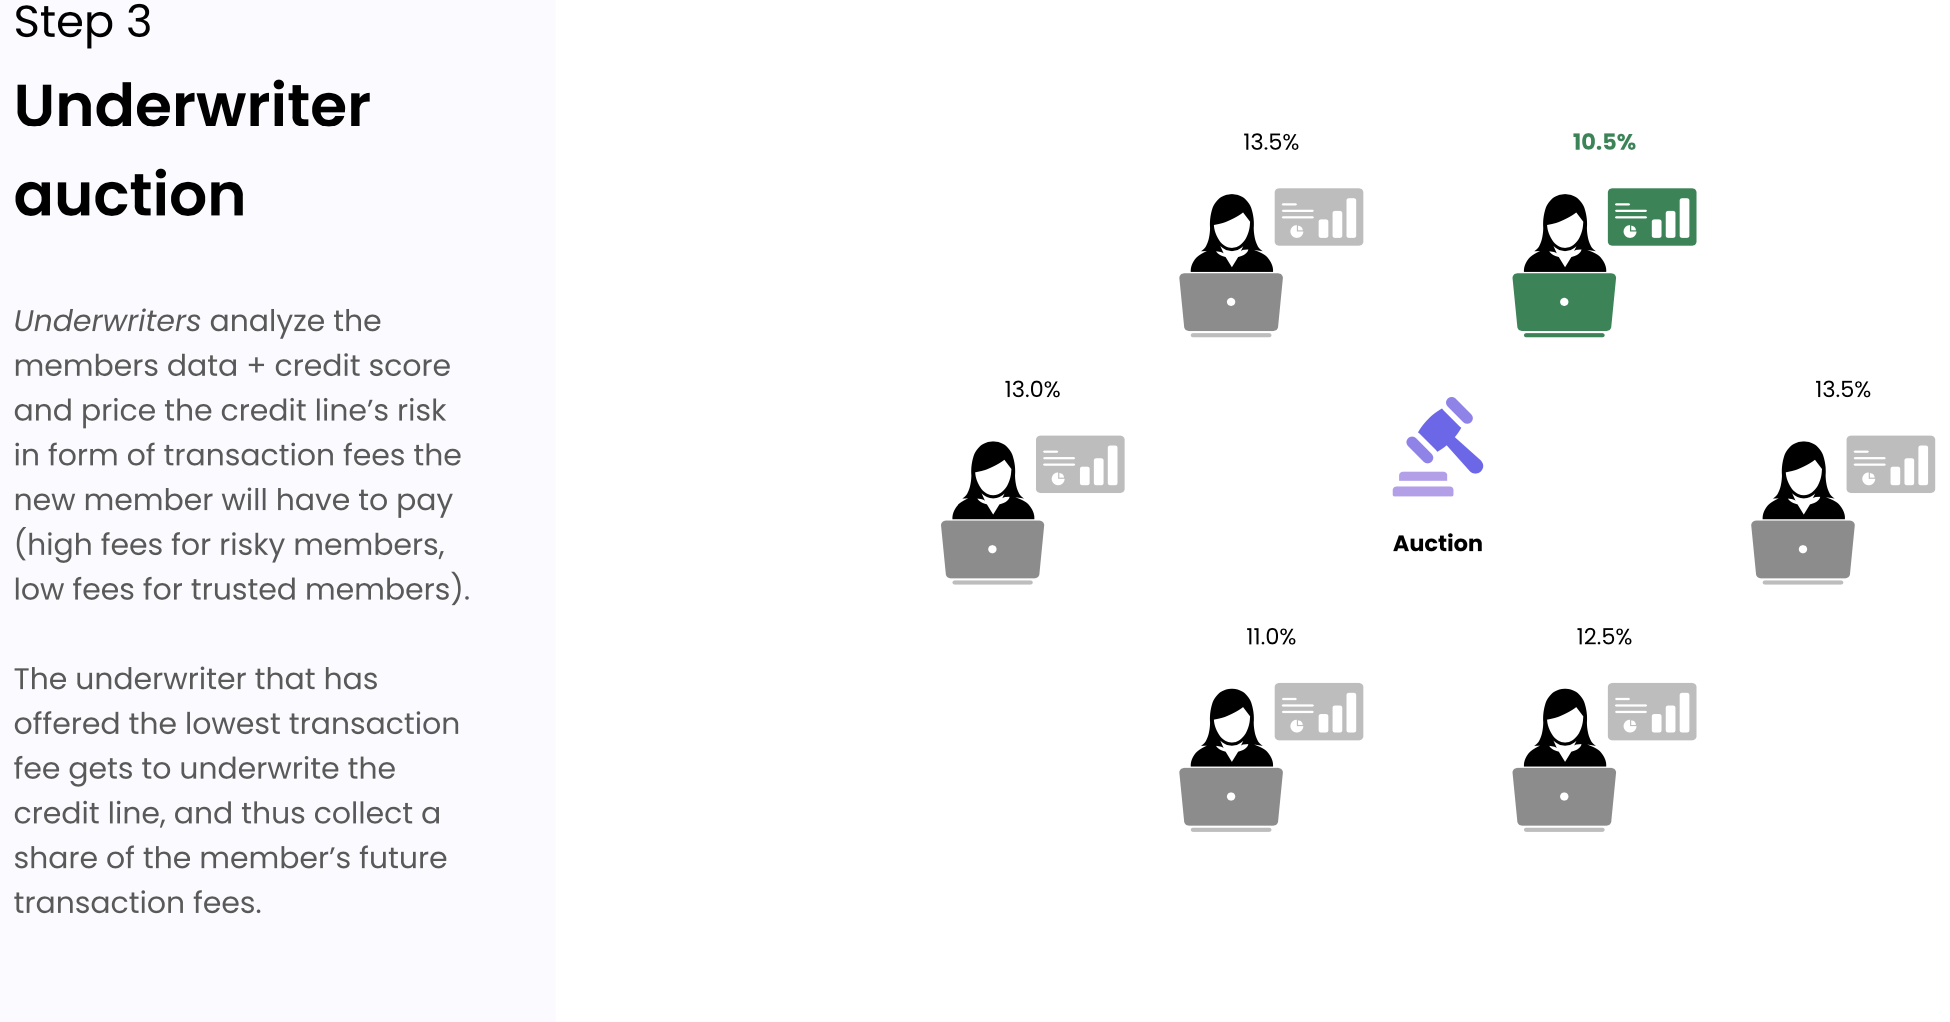 Step 3
Underwriter
auction
Underwriters analyze the
members data + credit score
and price the credit line’s risk
in form of transaction fees the
new member will have to pay
(high fees for risky members,
low fees for trusted members).
The underwriter that has
offered the lowest transaction
fee gets to underwrite the
credit line, and thus collect a
share of the member’s future
transaction fees.
13.5%
10.5%
13.0%
13.5%
Auction
11.0%
12.5%